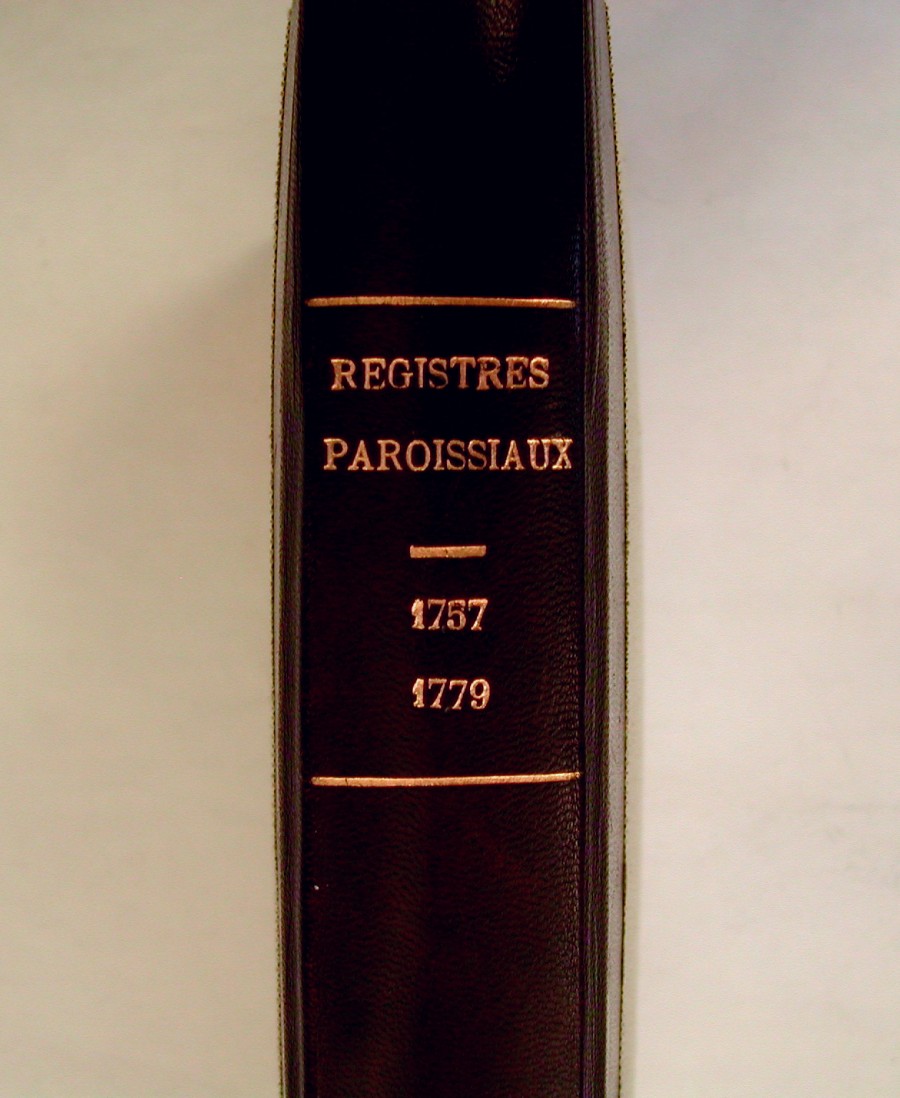 REGISTRES
PAROISSIAUX
1757
1779